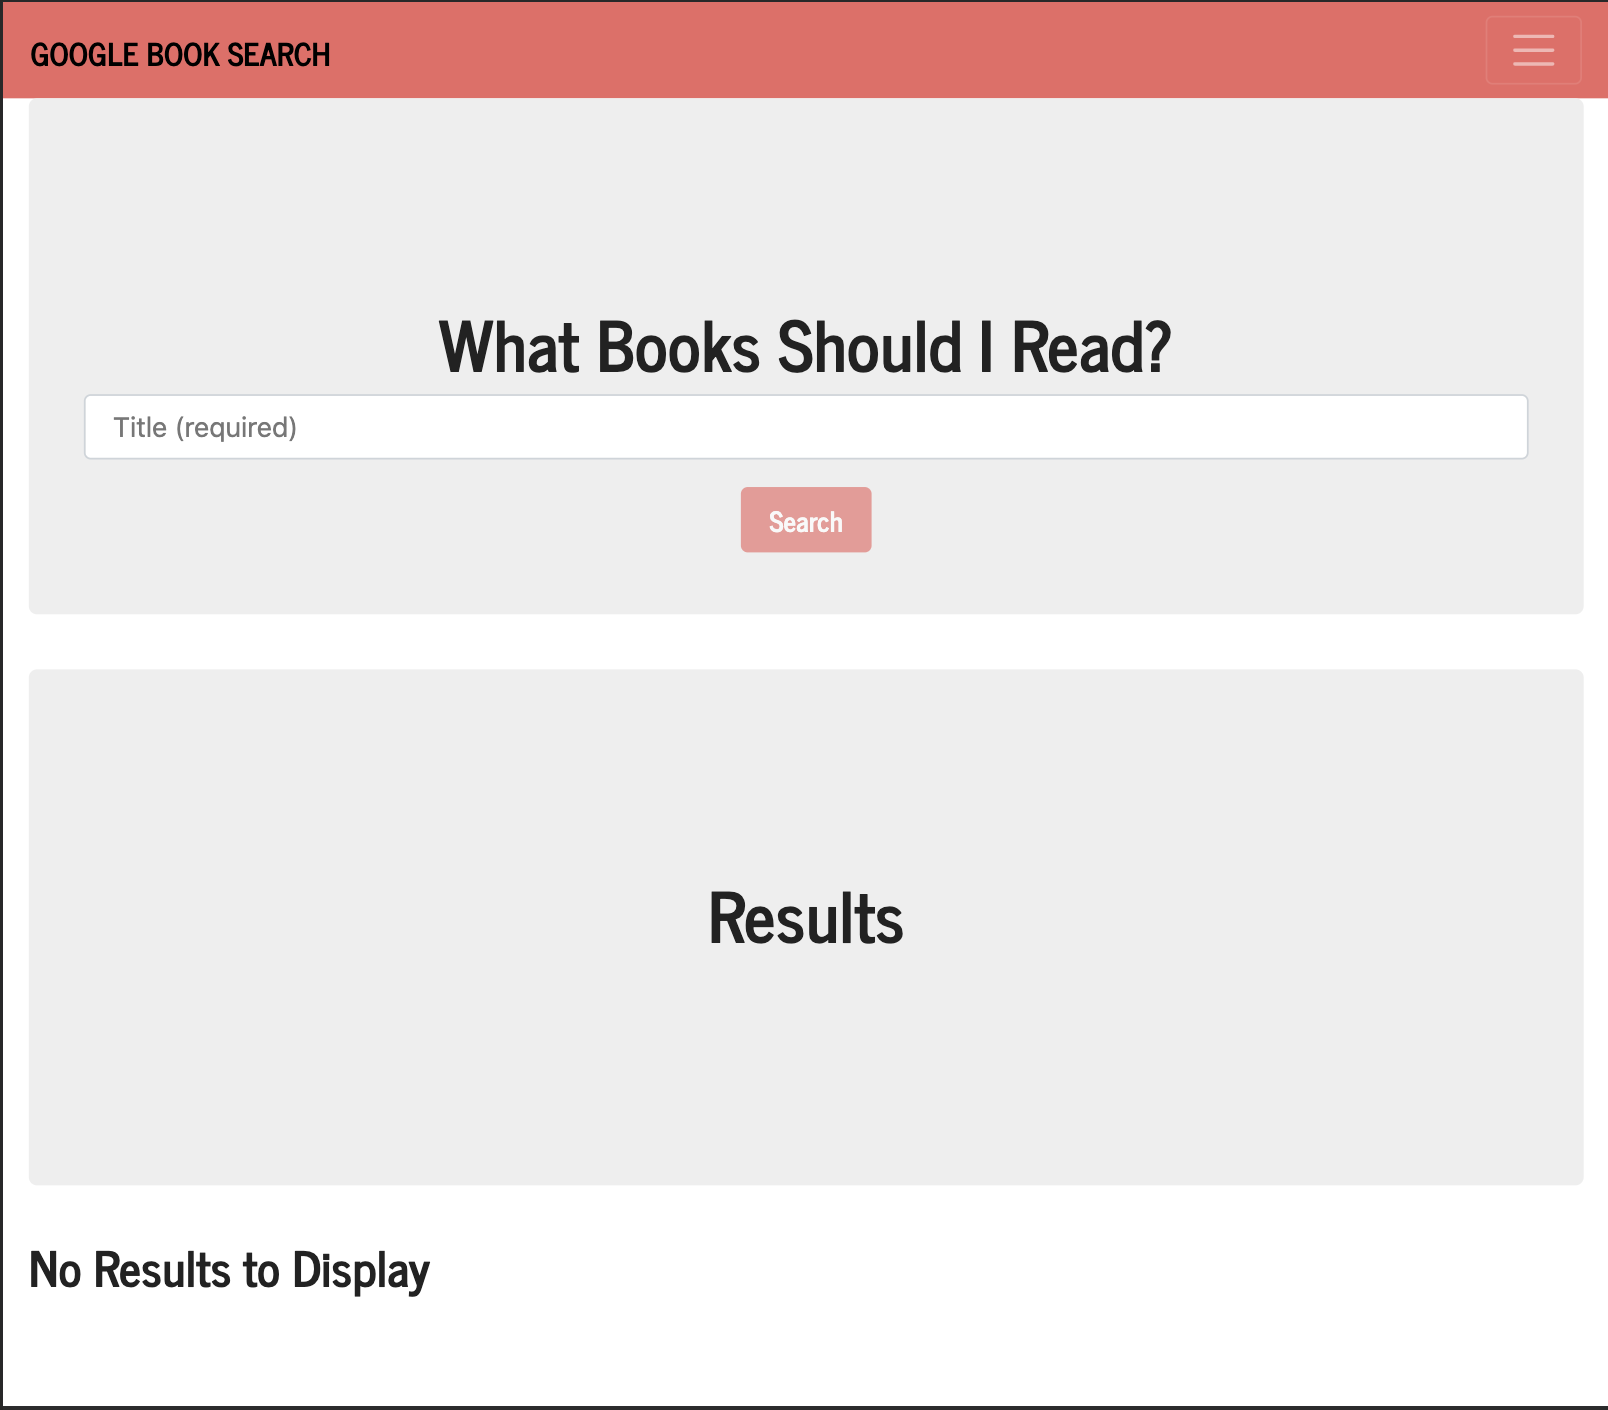 GOOGLE BOOK SEARCH
What Books Should I Read?
Title (required)
Search
Results
No Results to Display